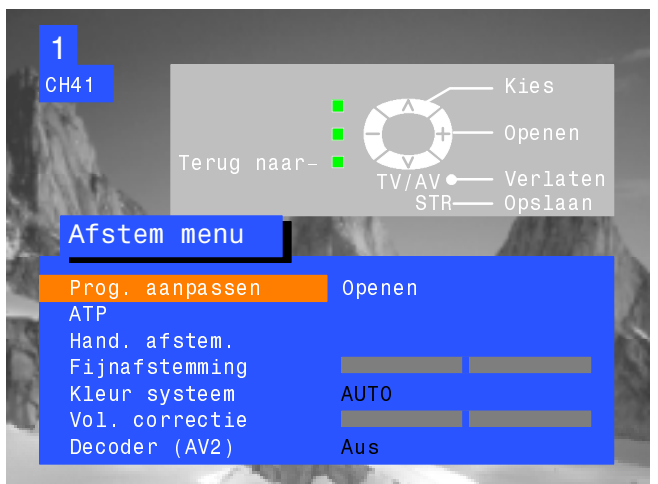 1
CH41
Kies
Openen
Terug naar
TV/AV Verlaten
STR Opslaan
Afstem menu
Prog. aanpassen Openen
ATP
Hand. afstem.
Fijnafstemming
Kleur systeem AUTO
Vol. correctie
Decoder (AV2) Aus